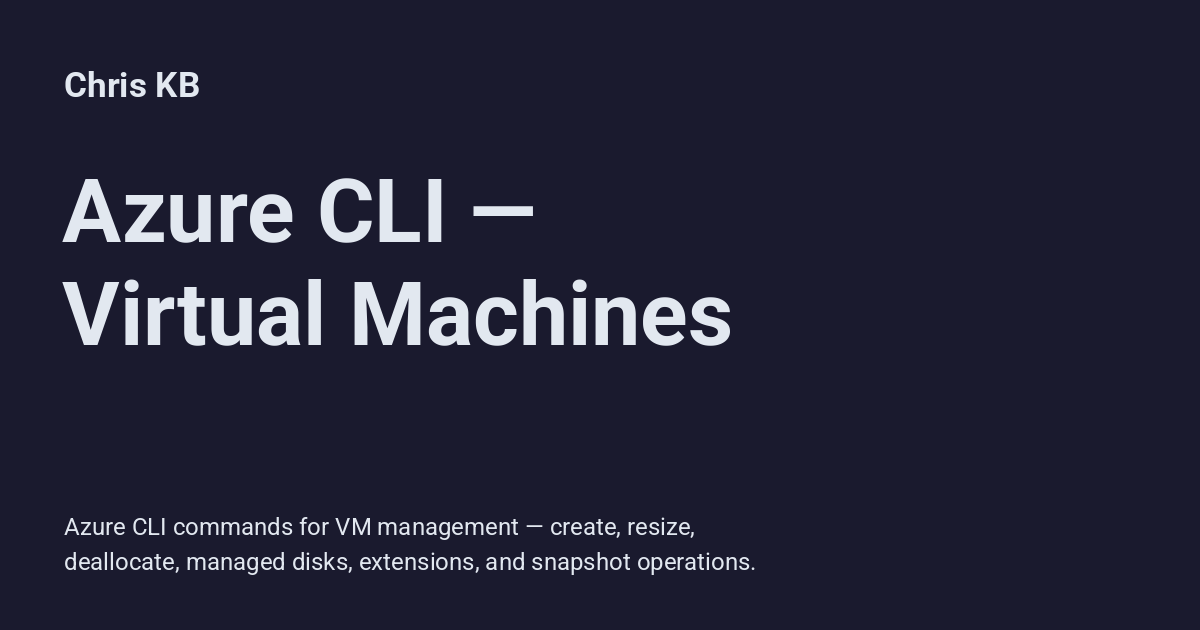 Chris KB
Azure CLI —
Virtual Machines
Azure CLI commands for VM management — create, resize,
deallocate, managed disks, extensions, and snapshot operations.